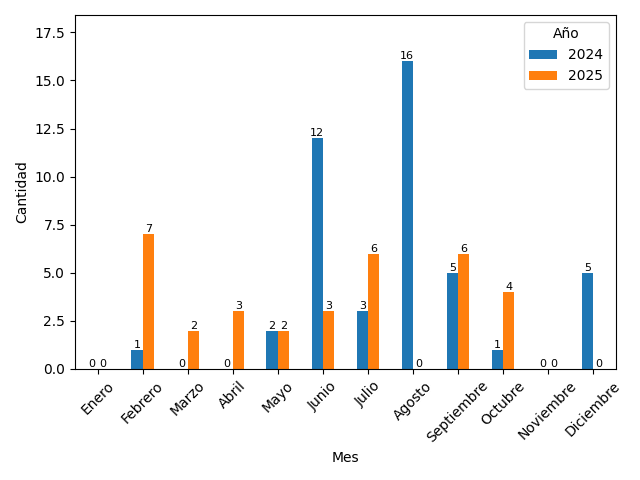 Año
2024
2025
Cantidad
17.5
15.0
12.5
10.0
7.5
5.0
2.5
0.0
0 0
1 7
0 2
0 3
2 2
12 3
3 6
16 0
5 6
1 4
0 0
5 0
Enero
Febrero
Marzo
Abril
Mayo
Junio
Julio
Agosto
Septiembre
Octubre
Noviembre
Diciembre
Mes